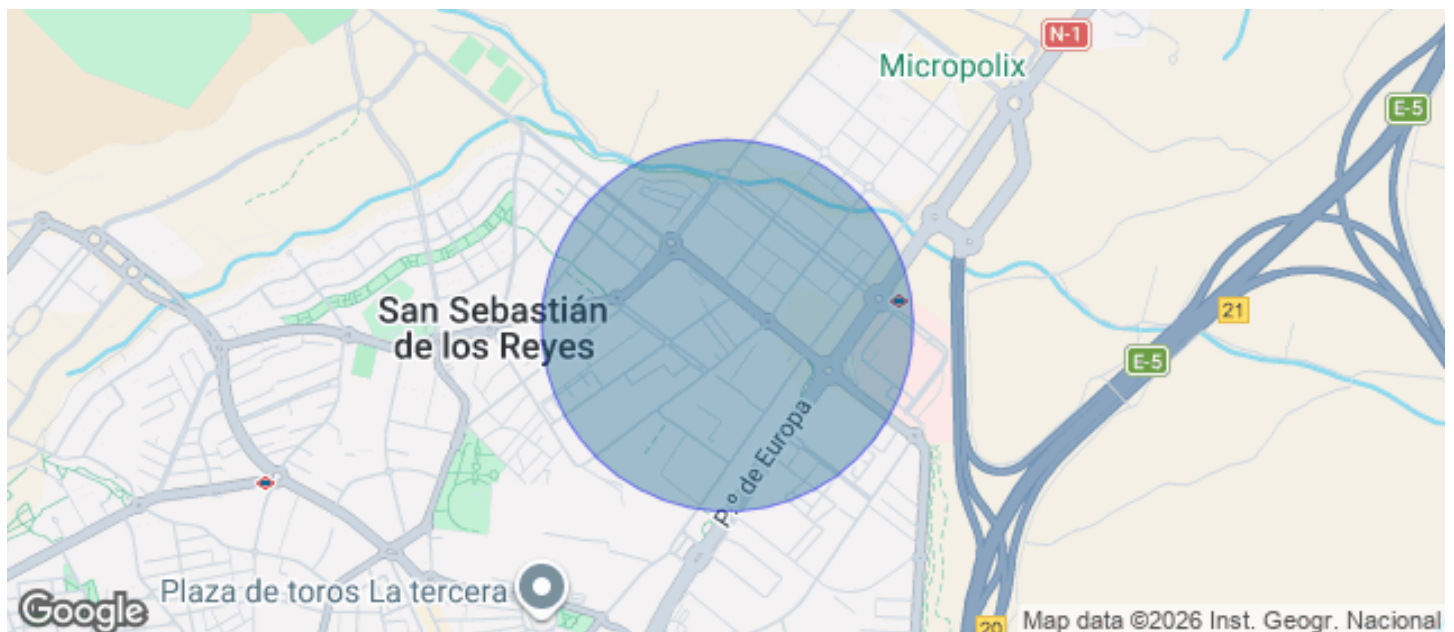 N-1
Micropolix
E-5
San Sebastián
de los Reyes
21
E-5
P.º de Europa
Plaza de toros La tercera
Google
20
Map data ©2026 Inst. Geogr. Nacional